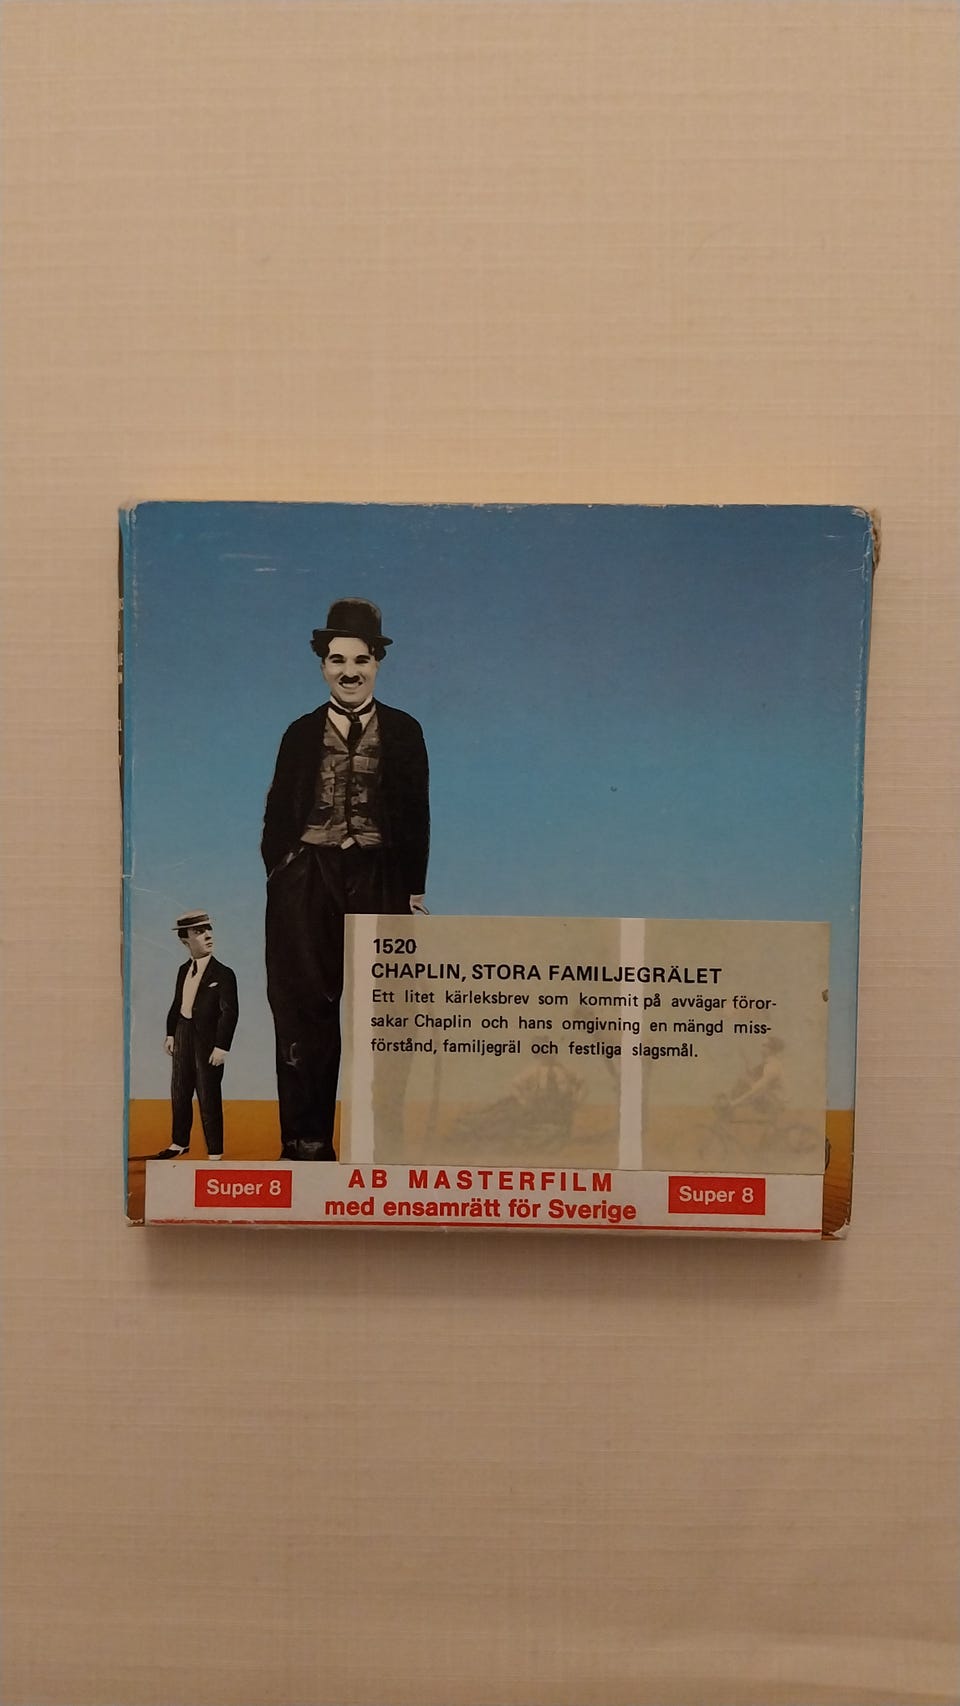 1520
CHAPLIN, STORA FAMILJEGRÄLET
Ett litet kärleksbrev som kommit på avvägar föror-
sakar Chaplin och hans omgivning en mängd miss-
förstånd, familjegräl och festliga slagsmål.
Super 8
AB MASTERFILM
med ensamrätt för Sverige
Super 8